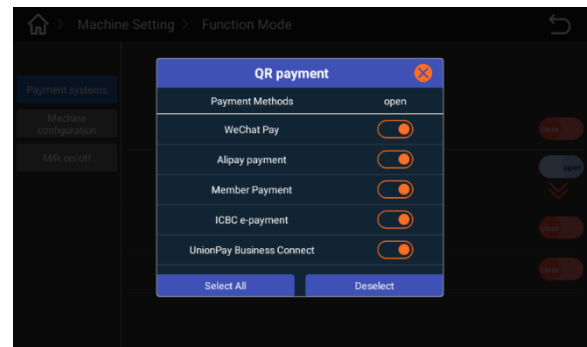 Machine Setting > Function Mode
QR payment
Payment systems
Payment Methods open
Machine
configuration
WeChat Pay
close
Milk on/off
Alipay payment
open
Member Payment
ICBC e-payment
close
UnionPay Business Connect
close
Select All Deselect